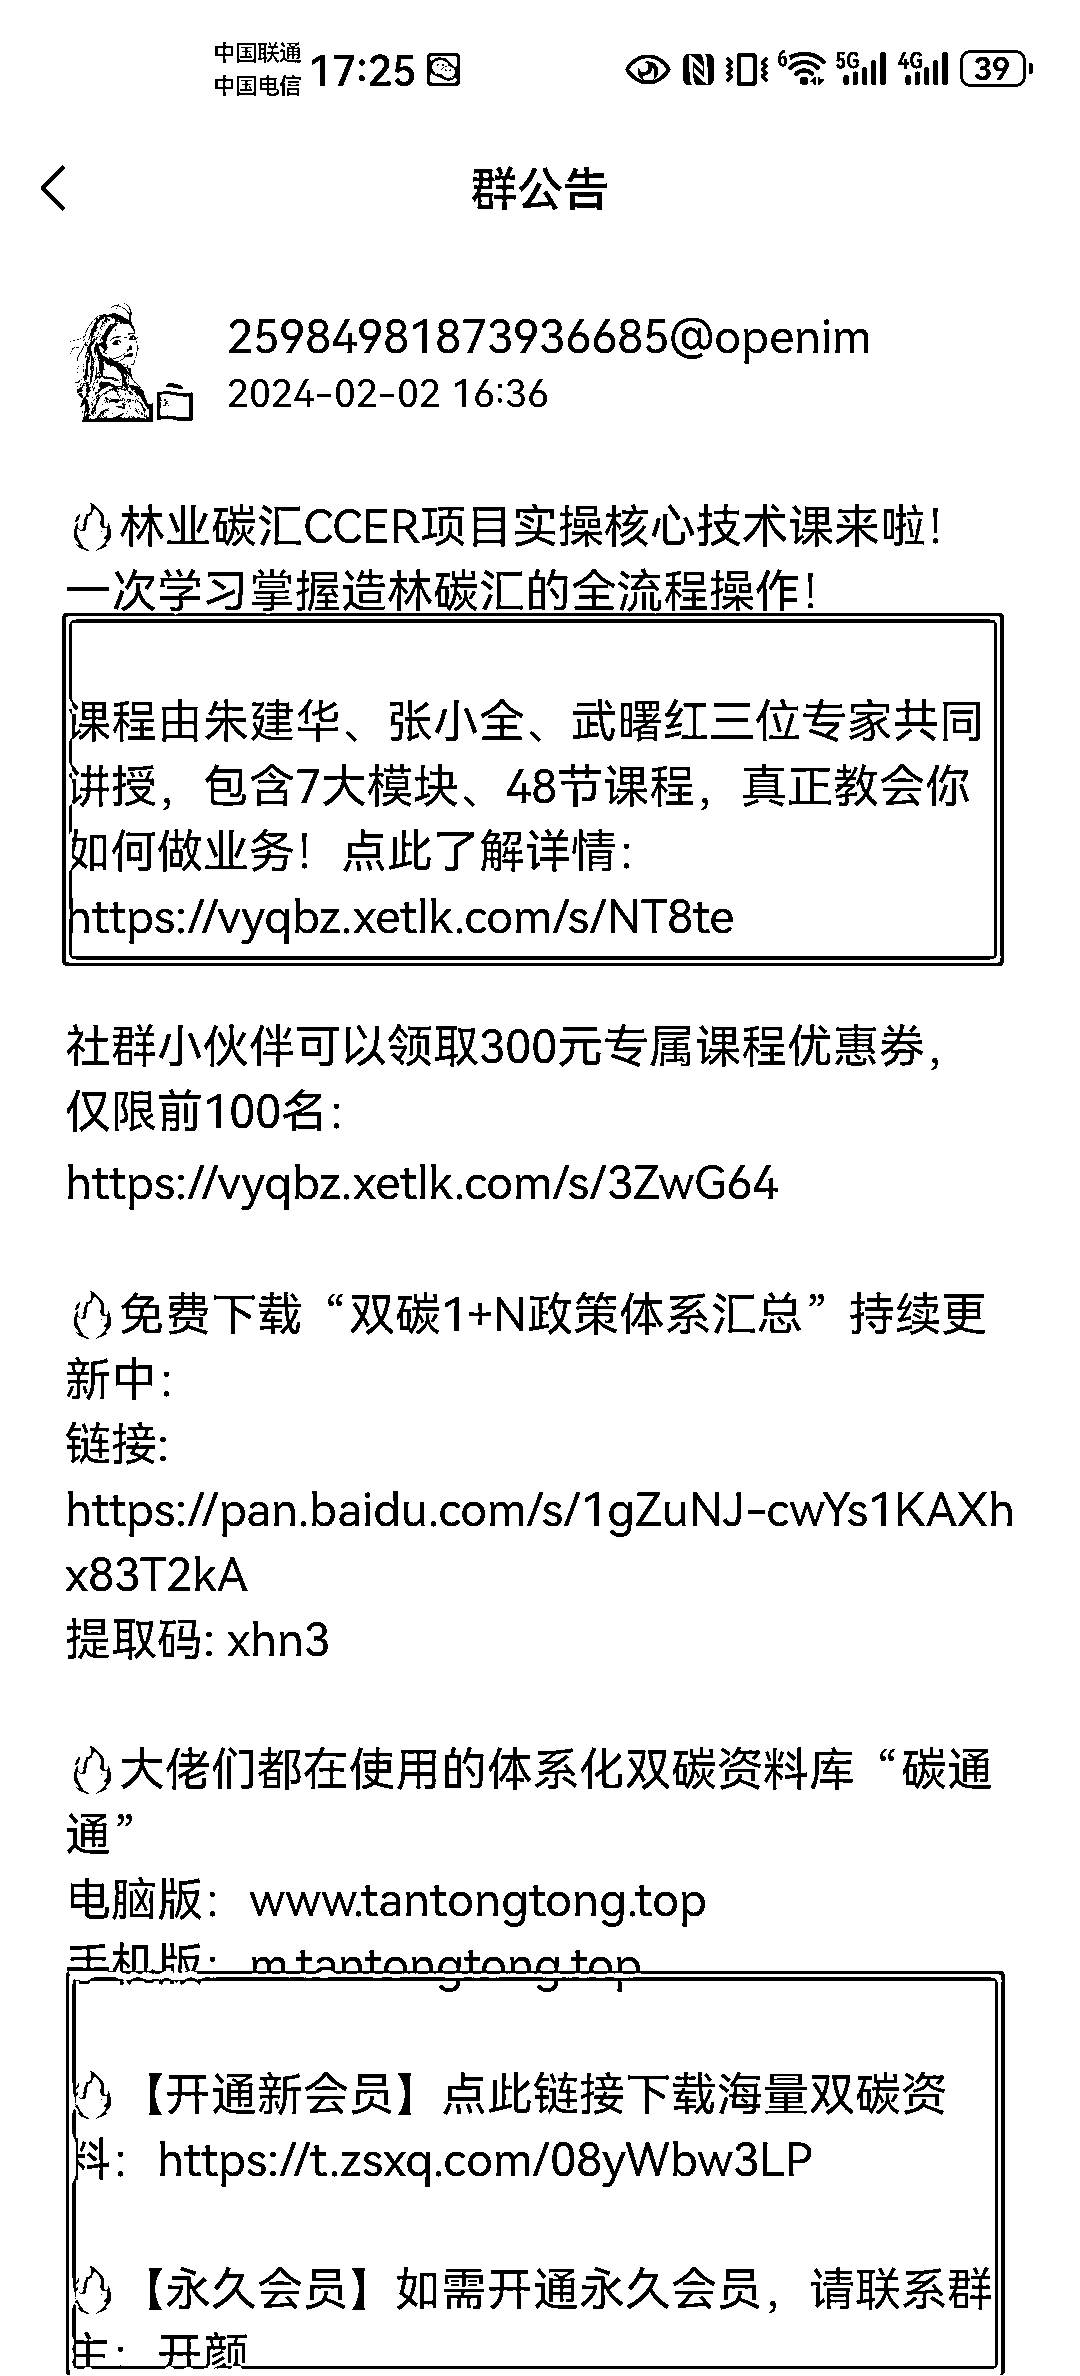 中国联通
中国电信
17:25
6
5G
4G
39
群公告
25984981873936685@openim
2024-02-02 16:36
🔥林业碳汇CCER项目实操核心技术课来啦！
一次学习掌握造林碳汇的全流程操作！
课程由朱建华、张小全、武曙红三位专家共同
讲授，包含7大模块、48节课程，真正教会你
如何做业务！点此了解详情：
https://vyqbz.xetlk.com/s/NT8te
社群小伙伴可以领取300元专属课程优惠券，
仅限前100名：
https://vyqbz.xetlk.com/s/3ZwG64
🔥免费下载“双碳1+N政策体系汇总”持续更
新中：
链接:
https://pan.baidu.com/s/1gZuNJ-cwYs1KAXh
x83T2kA
提取码: xhn3
🔥大佬们都在使用的体系化双碳资料库“碳通
通”
电脑版：www.tantongtong.top
手机版：m.tantongtong.top
🔥【开通新会员】点此链接下载海量双碳资
料：https://t.zsxq.com/08yWbw3LP
🔥【永久会员】如需开通永久会员，请联系群
主：开颜